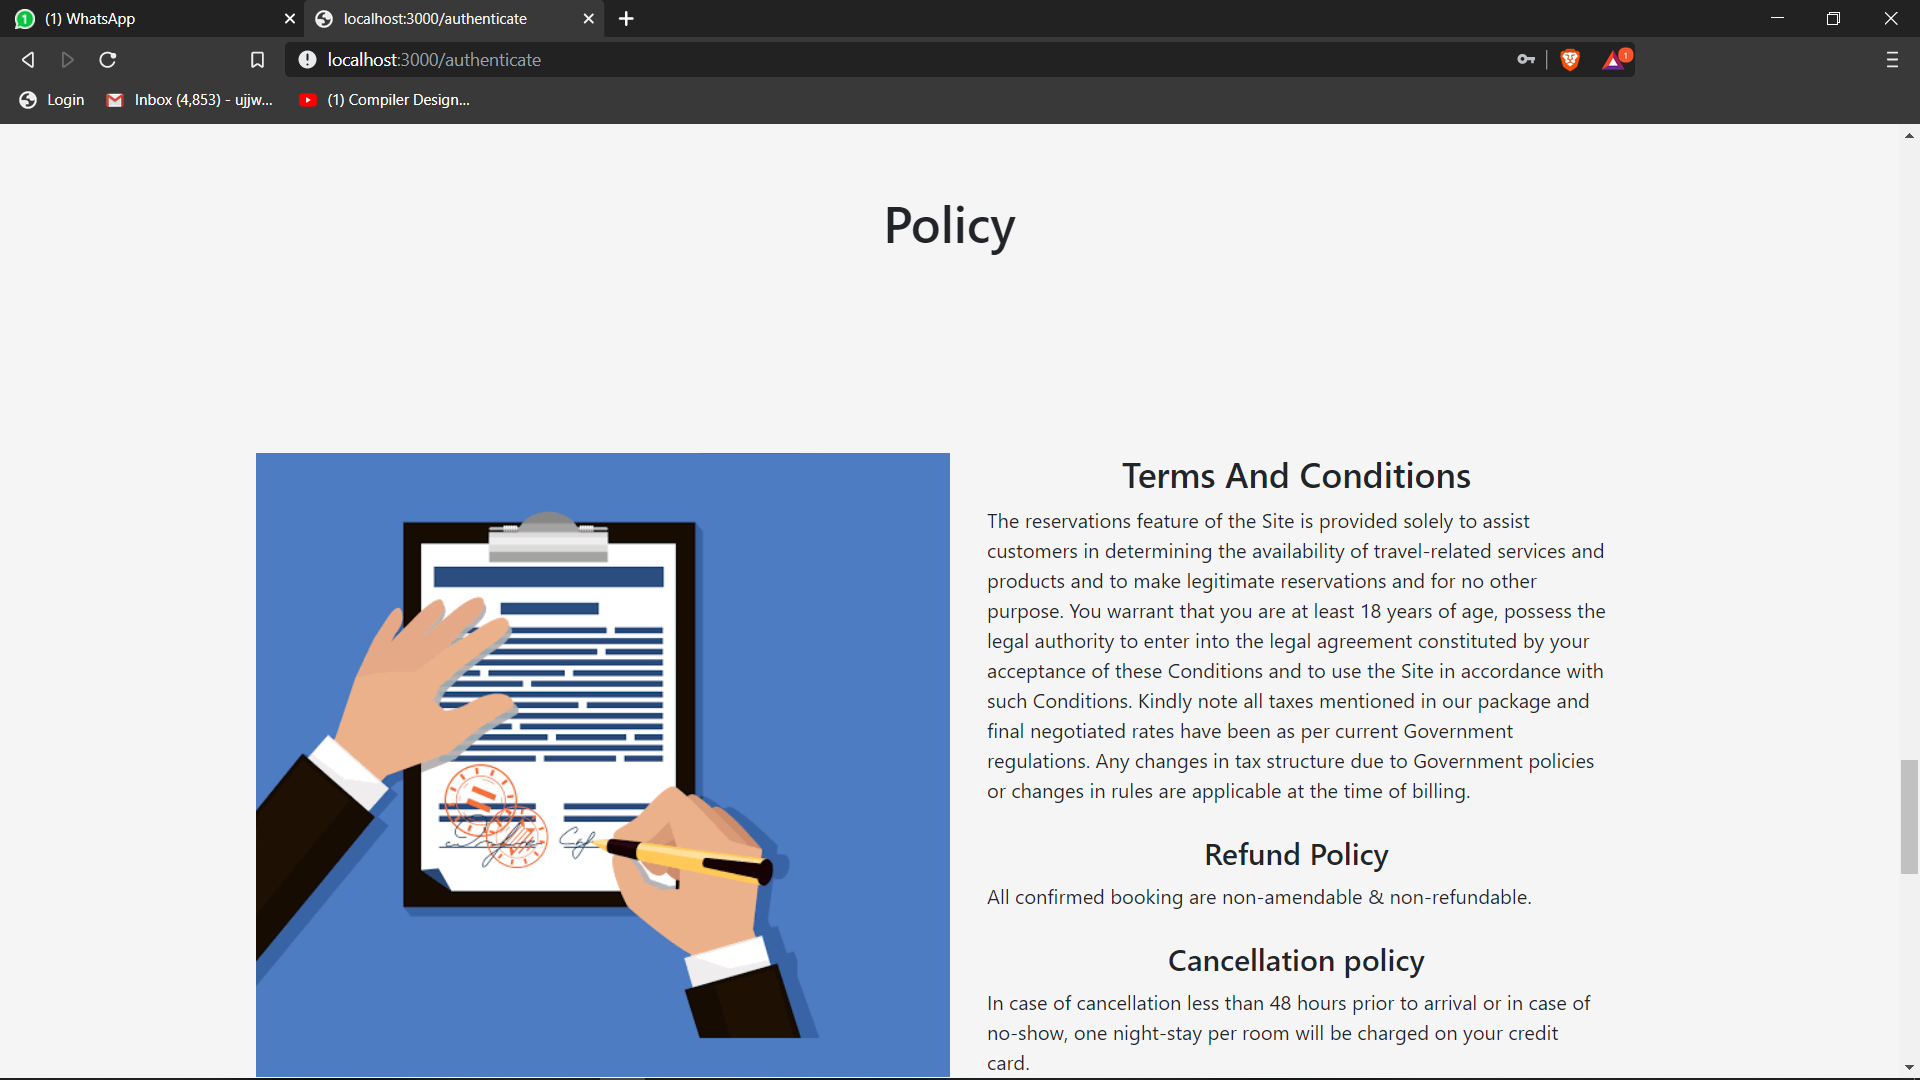 1
(1) WhatsApp
localhost:3000/authenticate
localhost:3000/authenticate
1
Login
Inbox (4,853) - ujjw...
(1) Compiler Design...
Policy
Terms And Conditions
The reservations feature of the Site is provided solely to assist
customers in determining the availability of travel-related services and
products and to make legitimate reservations and for no other
purpose. You warrant that you are at least 18 years of age, possess the
legal authority to enter into the legal agreement constituted by your
acceptance of these Conditions and to use the Site in accordance with
such Conditions. Kindly note all taxes mentioned in our package and
final negotiated rates have been as per current Government
regulations. Any changes in tax structure due to Government policies
or changes in rules are applicable at the time of billing.
Refund Policy
All confirmed booking are non-amendable & non-refundable.
Cancellation policy
In case of cancellation less than 48 hours prior to arrival or in case of
no-show, one night-stay per room will be charged on your credit
card.